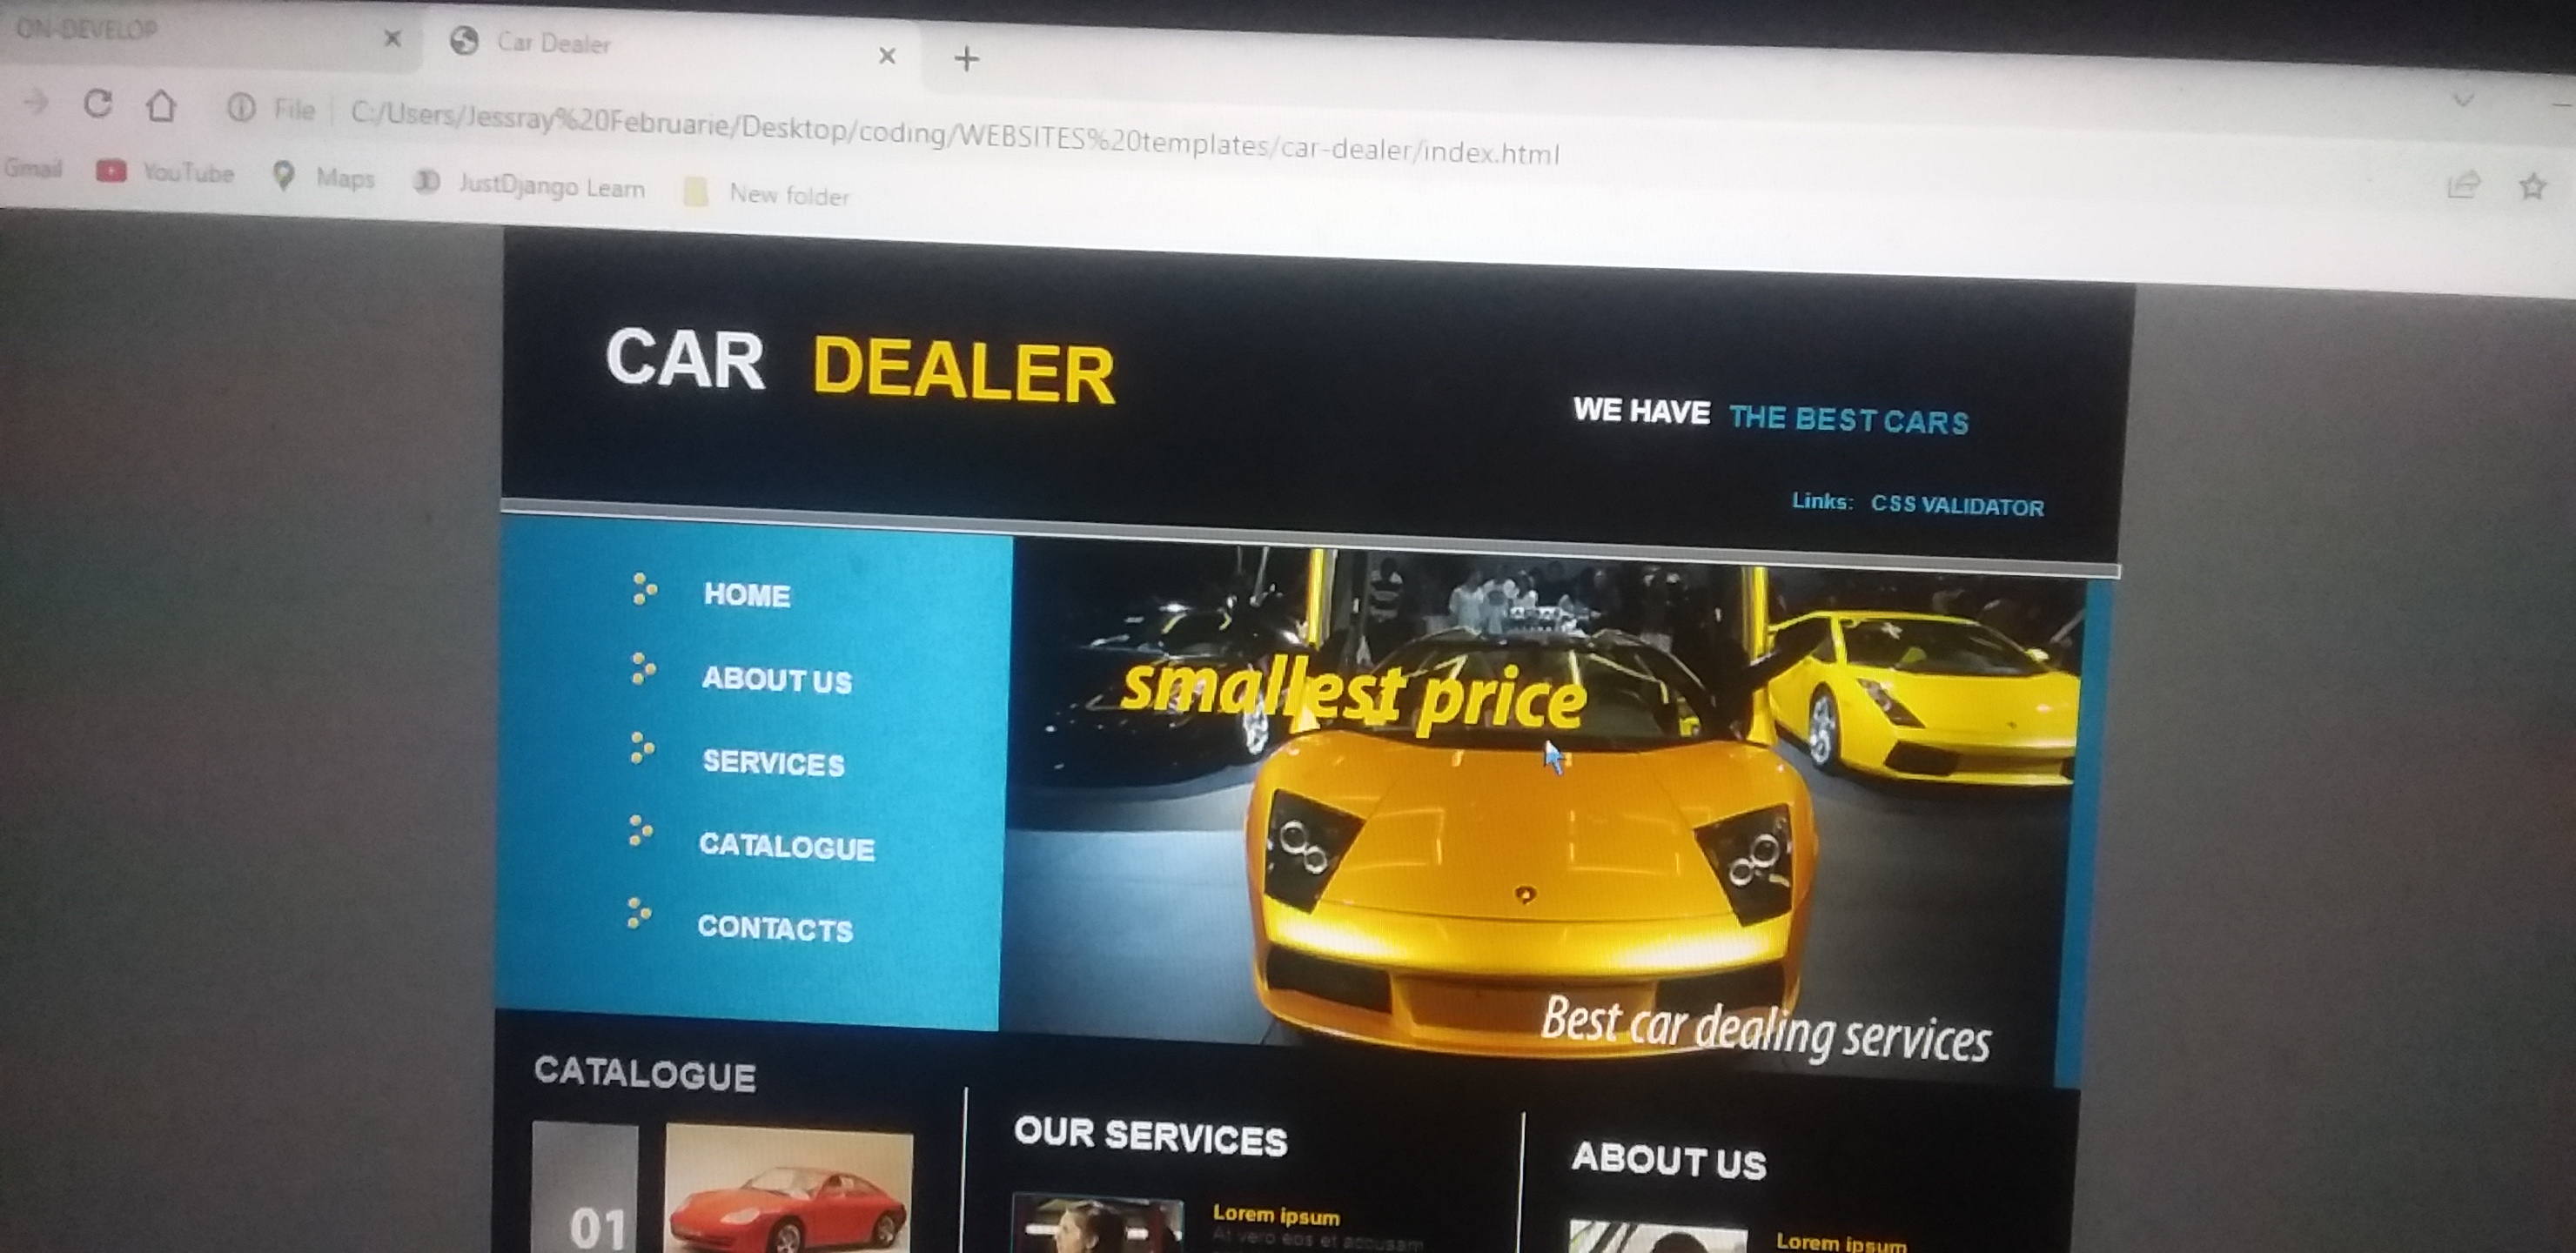 ON-DEVELOP
Car Dealer
File C:/Users/Jessray%20Februarie/Desktop/coding/WEBSITES%20templates/car-dealer/index.html
Gmail YouTube Maps JustDjango Learn New folder
CAR DEALER
WE HAVE THE BEST CARS
Links: CSS VALIDATOR
HOME
ABOUT US
SERVICES
CATALOGUE
CONTACTS
smallest price
Best car dealing services
CATALOGUE
01
OUR SERVICES
Lorem ipsum
At vero eos et accusam
ABOUT US
Lorem ipsum